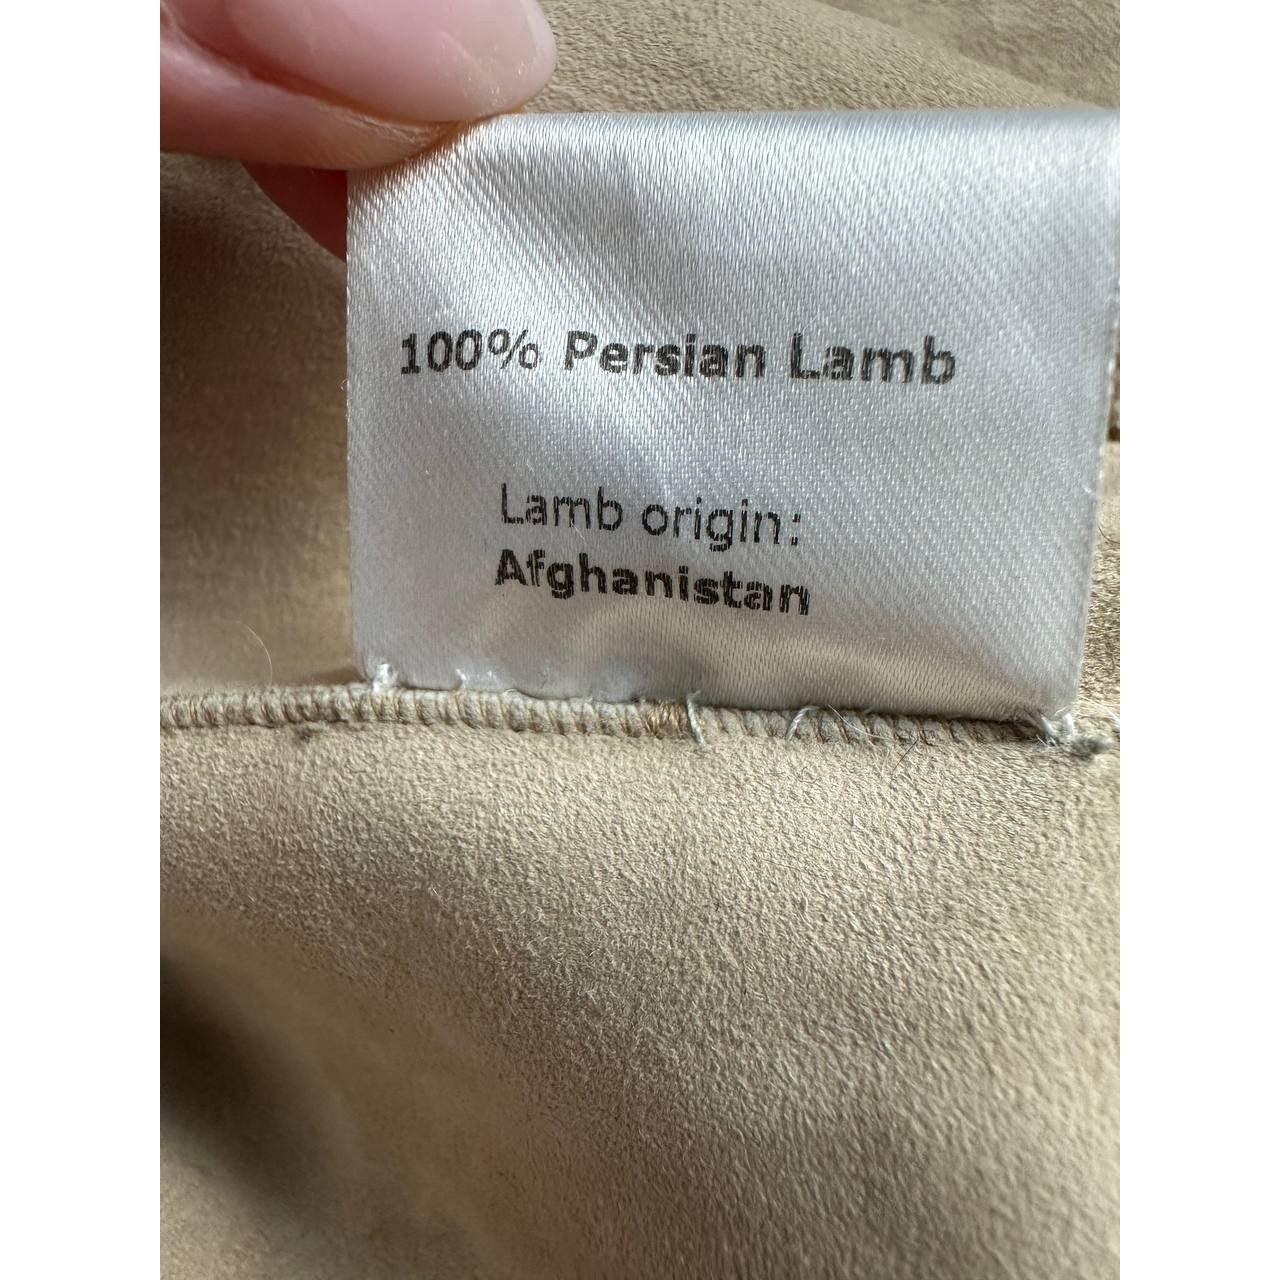 100% Persian Lamb
Lamb origin:
Afghanistan